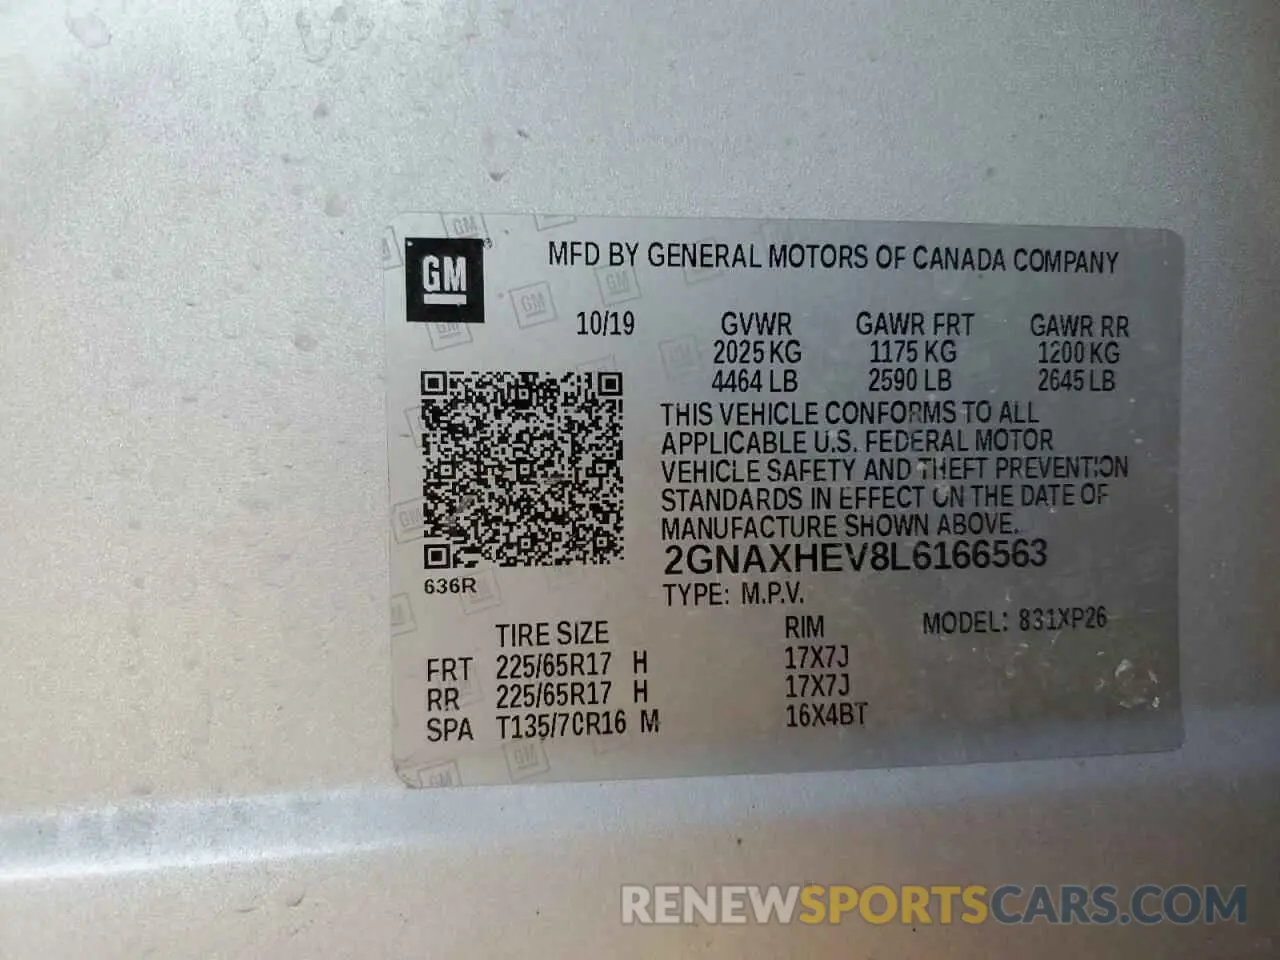 GM
MFD BY GENERAL MOTORS OF CANADA COMPANY
10/19 GVWR GAWR FRT GAWR RR
2025 KG 1175 KG 1200 KG
4464 LB 2590 LB 2645 LB
THIS VEHICLE CONFORMS TO ALL
APPLICABLE U.S. FEDERAL MOTOR
VEHICLE SAFETY AND THEFT PREVENTION
STANDARDS IN EFFECT ON THE DATE OF
MANUFACTURE SHOWN ABOVE.
2GNAXHEV8L6166563
636R
TYPE: M.P.V.
TIRE SIZE RIM MODEL: 831XP26
FRT 225/65R17 H 17X7J
RR 225/65R17 H 17X7J
SPA T135/7CR16 M 16X4BT
RENEWSPORTSCARS.COM